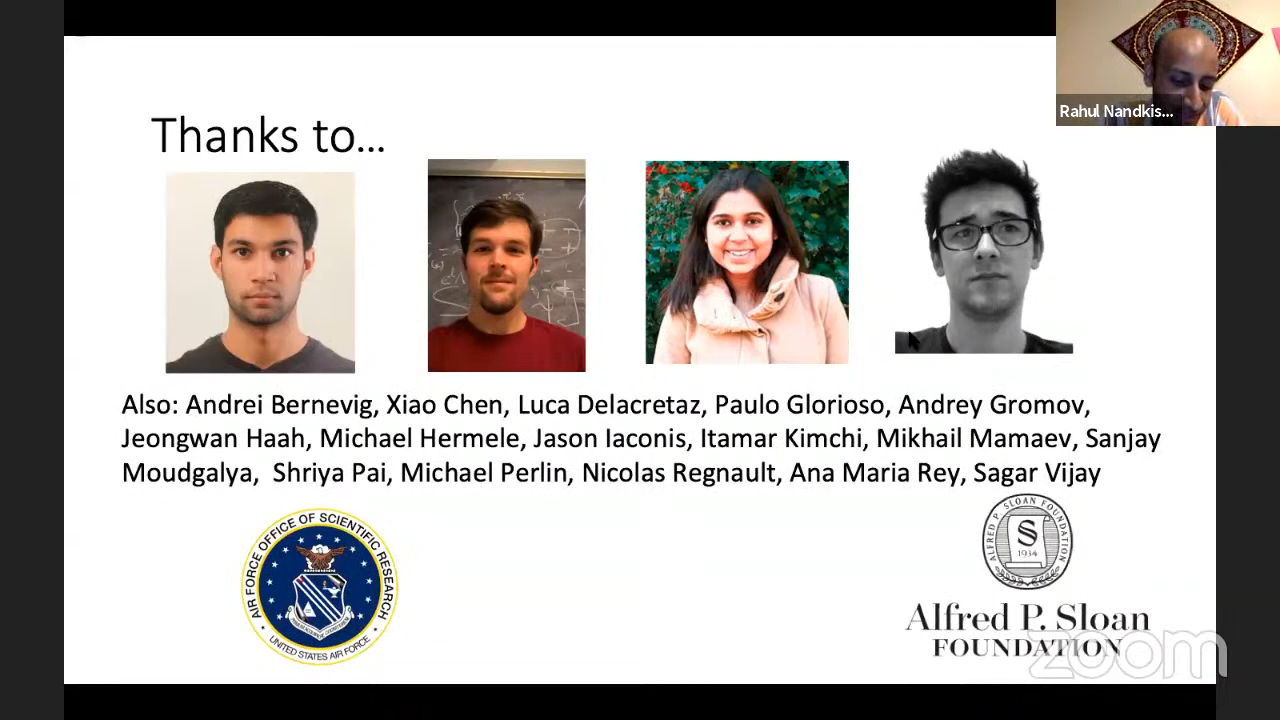 Rahul Nandkis...
Thanks to...
Also: Andrei Bernevig, Xiao Chen, Luca Delacretaz, Paulo Glorioso, Andrey Gromov,
Jeongwan Haah, Michael Hermele, Jason Iaconis, Itamar Kimchi, Mikhail Mamaev, Sanjay
Moudgalya, Shriya Pai, Michael Perlin, Nicolas Regnault, Ana Maria Rey, Sagar Vijay
AIR FORCE OFFICE OF SCIENTIFIC RESEARCH
UNITED STATES AIR FORCE
ALFRED P. SLOAN FOUNDATION
S
1934
Alfred P. Sloan
FOUNDATION
zoom